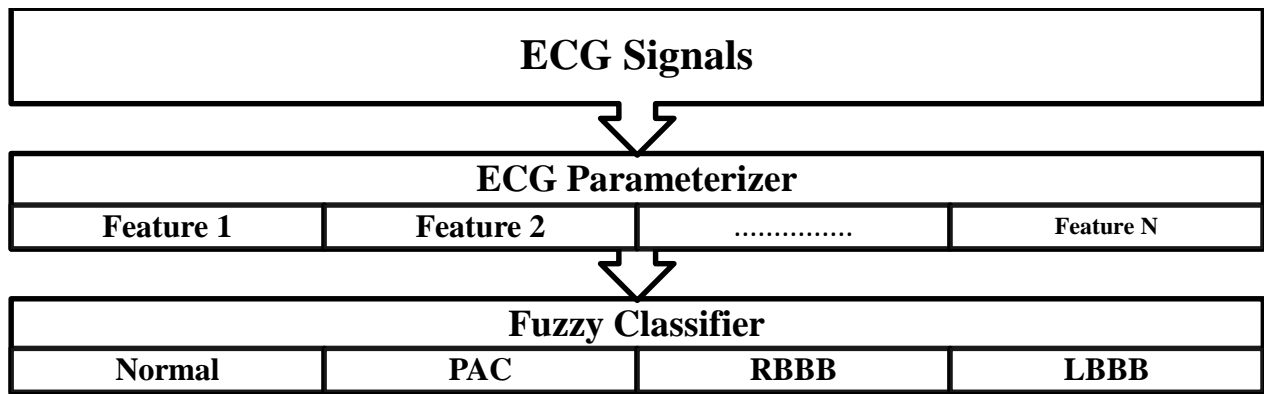 ECG Signals
ECG Parameterizer
Feature 1 Feature 2 ............... Feature N
Fuzzy Classifier
Normal PAC RBBB LBBB